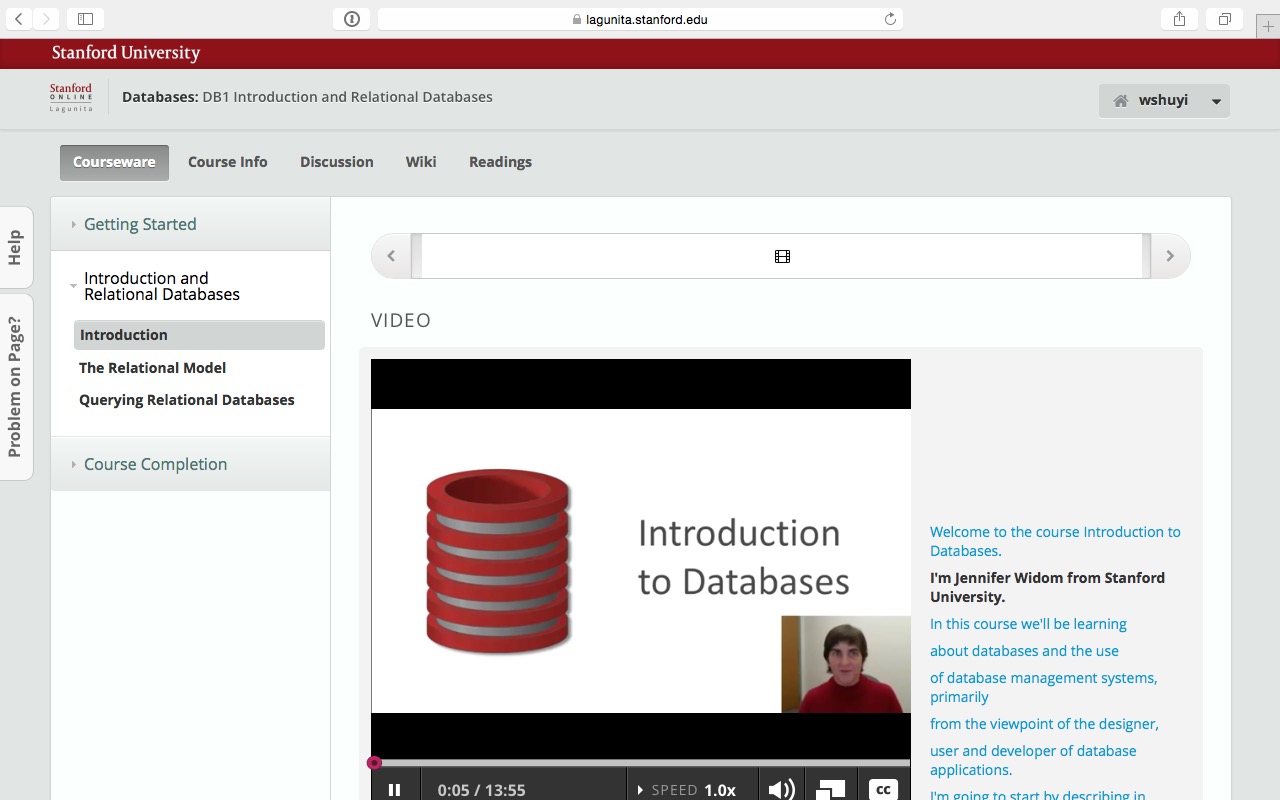 lagunita.stanford.edu
Stanford University
Stanford
ONLINE
Lagunita
Databases: DB1 Introduction and Relational Databases
wshuyi
Courseware
Course Info
Discussion
Wiki
Readings
Help
Problem on Page?
Getting Started
Introduction and
Relational Databases
Introduction
The Relational Model
Querying Relational Databases
Course Completion
VIDEO
Introduction
to Databases
0:05 / 13:55
SPEED 1.0x
CC
Welcome to the course Introduction to
Databases.
I'm Jennifer Widom from Stanford
University.
In this course we'll be learning
about databases and the use
of database management systems,
primarily
from the viewpoint of the designer,
user and developer of database
applications.
I'm going to start by describing in